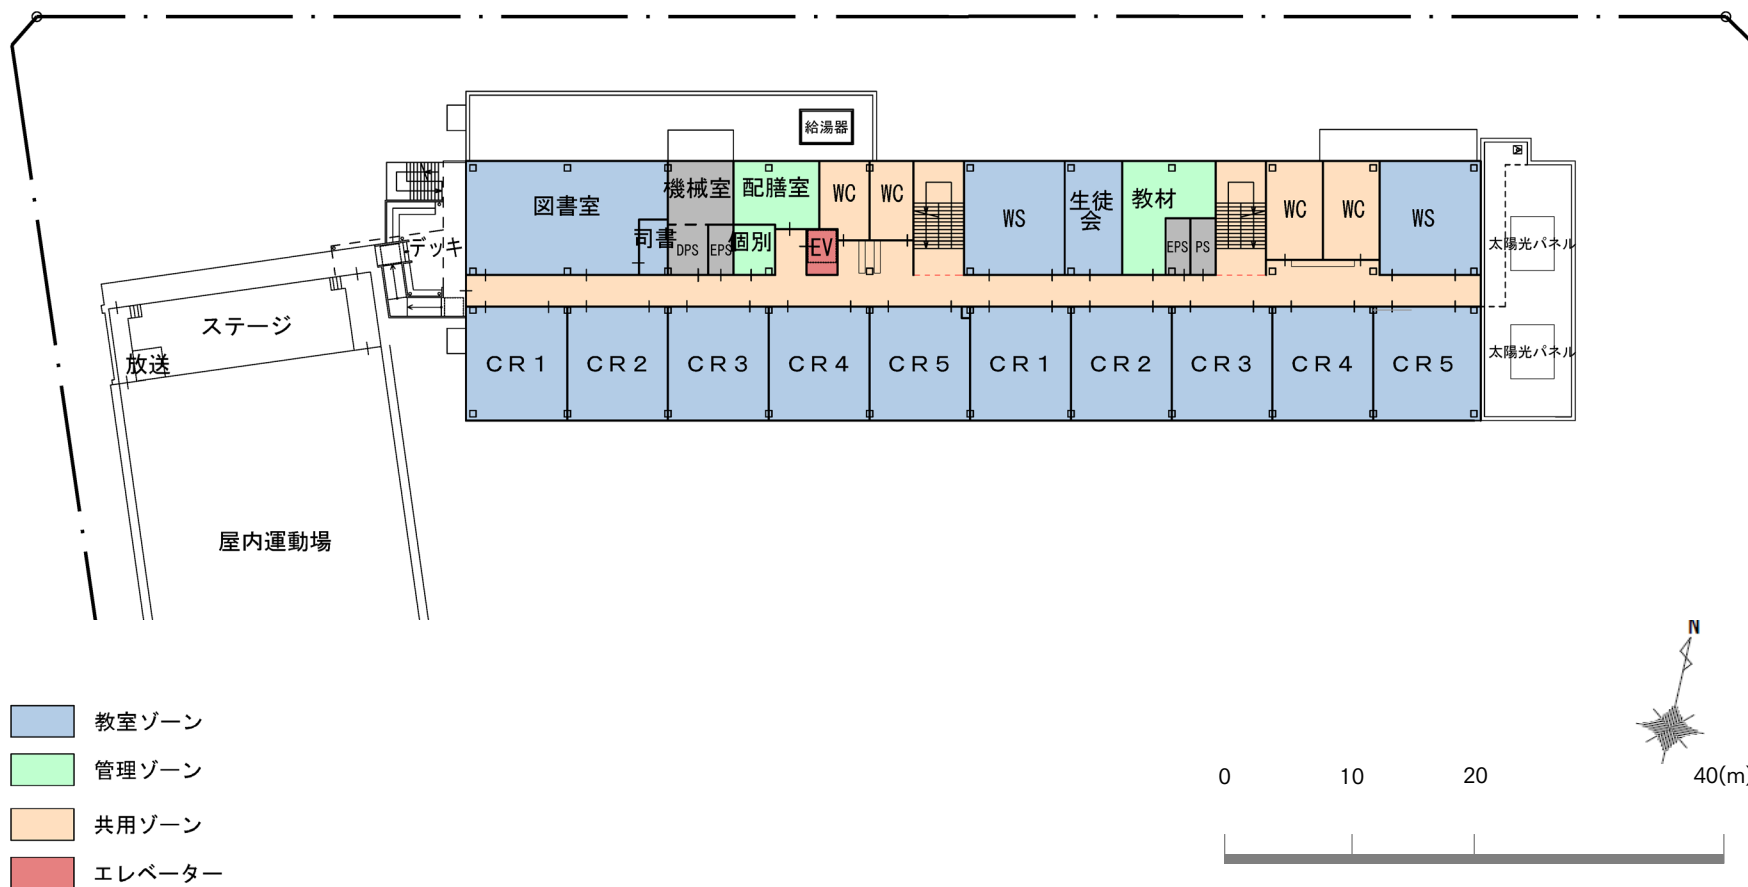 給湯器
図書室
司書
機械室
DPS
EPS
配膳室
個別
EV
WC
WC
WS
生徒
会
教材
EPS
PS
WC
WC
WS
太陽光パネル
太陽光パネル
デッキ
ステージ
放送
屋内運動場
CR1
CR2
CR3
CR4
CR5
CR1
CR2
CR3
CR4
CR5
N
教室ゾーン
管理ゾーン
共用ゾーン
エレベーター
0
10
20
40(m)